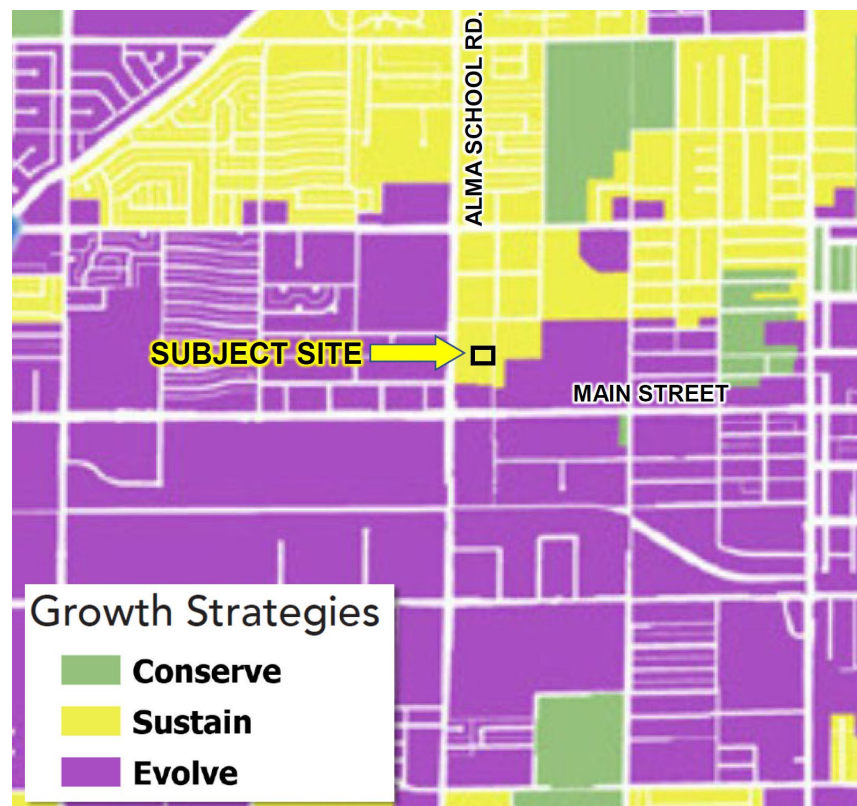 ALMA SCHOOL RD.
SUBJECT SITE
MAIN STREET
Growth Strategies
Conserve
Sustain
Evolve